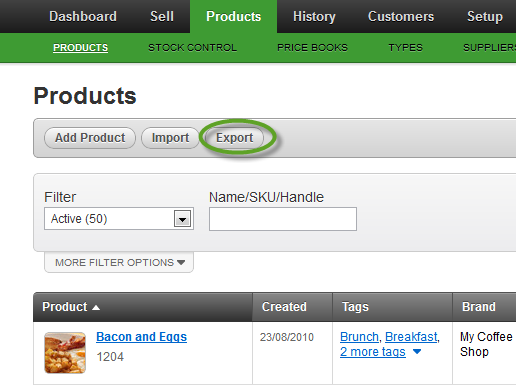 Dashboard Sell Products History Customers Setup
PRODUCTS STOCK CONTROL PRICE BOOKS TYPES SUPPLIERS
Products
Add Product Import Export
Filter Name/SKU/Handle
Active (50)
MORE FILTER OPTIONS
Product Created Tags Brand
Bacon and Eggs 23/08/2010 Brunch, Breakfast, My Coffee
1204 2 more tags Shop